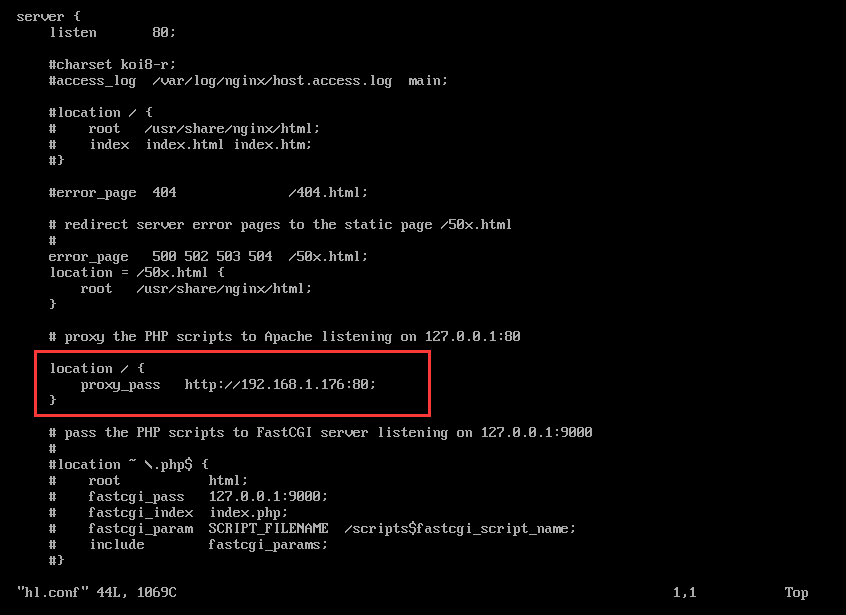 server {
    listen       80;
    #charset koi8-r;
    #access_log  /var/log/nginx/host.access.log  main;
    #location / {
    #    root   /usr/share/nginx/html;
    #    index  index.html index.htm;
    #}
    #error_page  404              /404.html;
    # redirect server error pages to the static page /50x.html
    #
    error_page   500 502 503 504  /50x.html;
    location = /50x.html {
        root   /usr/share/nginx/html;
    }
    # proxy the PHP scripts to Apache listening on 127.0.0.1:80
    location / {
        proxy_pass   http://192.168.1.176:80;
    }
    # pass the PHP scripts to FastCGI server listening on 127.0.0.1:9000
    #
    #location ~ \.php$ {
    #    root           html;
    #    fastcgi_pass   127.0.0.1:9000;
    #    fastcgi_index  index.php;
    #    fastcgi_param  SCRIPT_FILENAME  /scripts$fastcgi_script_name;
    #    include        fastcgi_params;
    #}
"hl.conf" 44L, 1069C                                                              1,1           Top